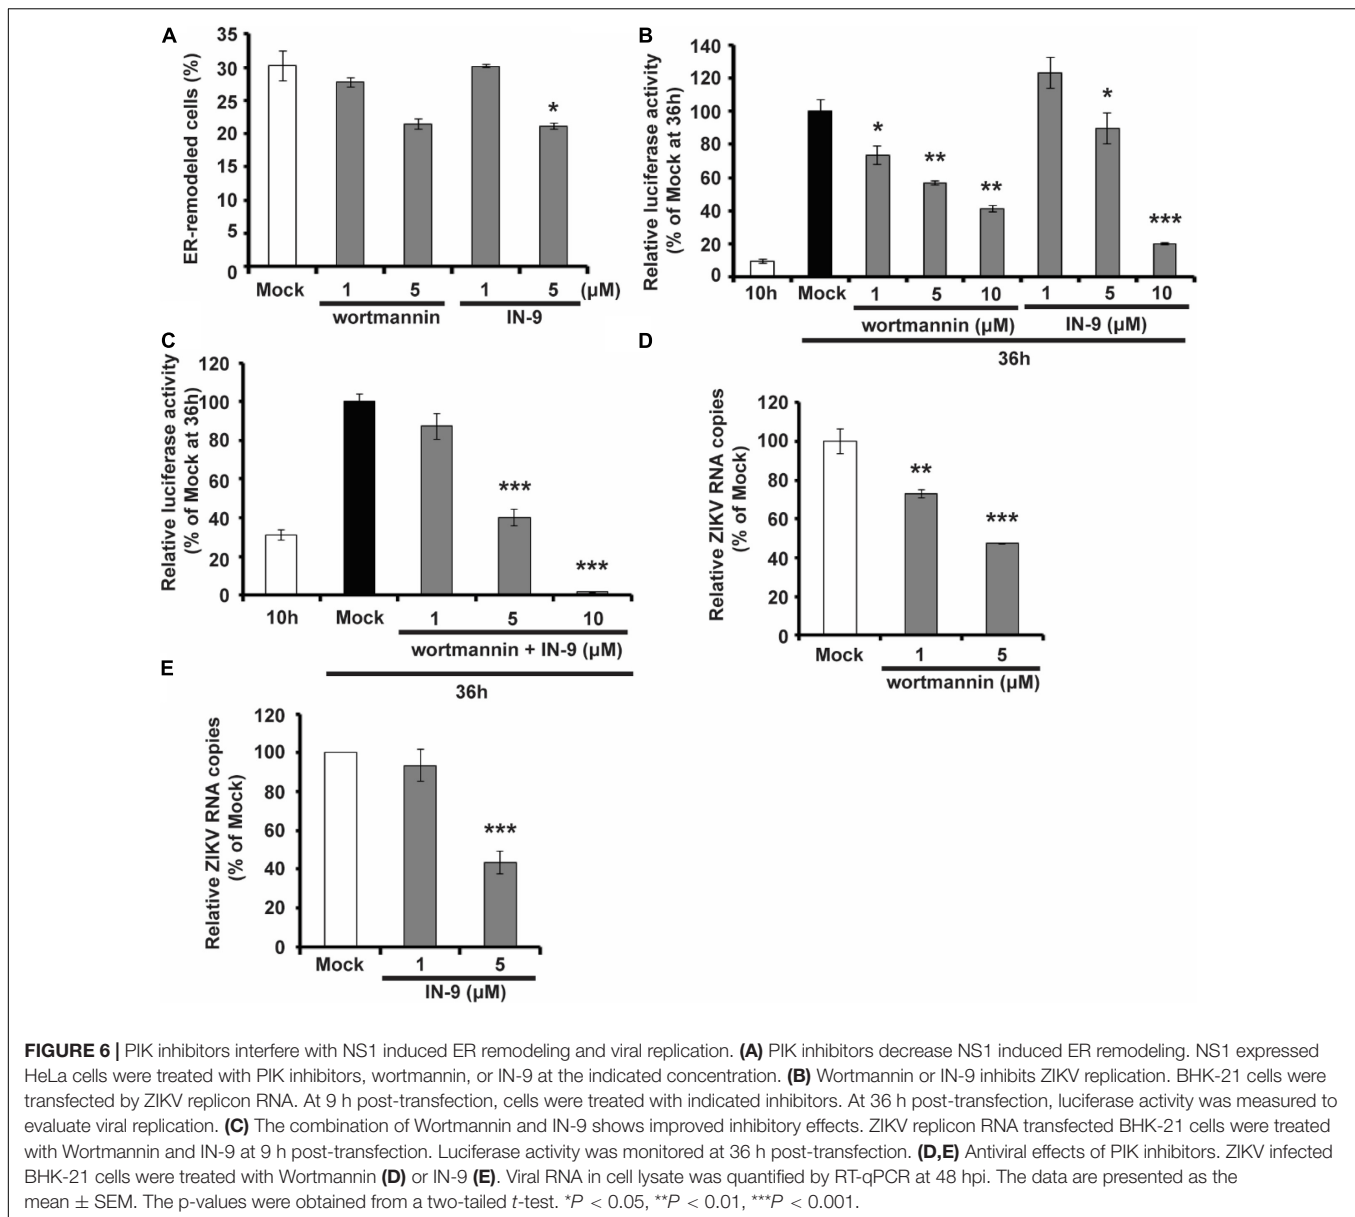 A
ER-remodeled cells (%)
35
30
25
20
15
10
5
0
Mock 1 5 1 5 (μM)
wortmannin IN-9
B
Relative luciferase activity
(% of Mock at 36h)
140
120
100
80
60
40
20
0
* ** ** * ***
10h Mock 1 5 10 1 5 10
wortmannin (μM) IN-9 (μM)
36h
*
C
Relative luciferase activity
(% of Mock at 36h)
120
100
80
60
40
20
0
*** ***
10h Mock 1 5 10
wortmannin + IN-9 (μM)
36h
D
Relative ZIKV RNA copies
(% of Mock)
120
100
80
60
40
20
0
** ***
Mock 1 5
wortmannin (μM)
E
Relative ZIKV RNA copies
(% of Mock)
120
100
80
60
40
20
0
***
Mock 1 5
IN-9 (μM)
FIGURE 6 | PIK inhibitors interfere with NS1 induced ER remodeling and viral replication. (A) PIK inhibitors decrease NS1 induced ER remodeling. NS1 expressed
HeLa cells were treated with PIK inhibitors, wortmannin, or IN-9 at the indicated concentration. (B) Wortmannin or IN-9 inhibits ZIKV replication. BHK-21 cells were
transfected by ZIKV replicon RNA. At 9 h post-transfection, cells were treated with indicated inhibitors. At 36 h post-transfection, luciferase activity was measured to
evaluate viral replication. (C) The combination of Wortmannin and IN-9 shows improved inhibitory effects. ZIKV replicon RNA transfected BHK-21 cells were treated
with Wortmannin and IN-9 at 9 h post-transfection. Luciferase activity was monitored at 36 h post-transfection. (D,E) Antiviral effects of PIK inhibitors. ZIKV infected
BHK-21 cells were treated with Wortmannin (D) or IN-9 (E). Viral RNA in cell lysate was quantified by RT-qPCR at 48 hpi. The data are presented as the
mean ± SEM. The p-values were obtained from a two-tailed t-test. *P < 0.05, **P < 0.01, ***P < 0.001.